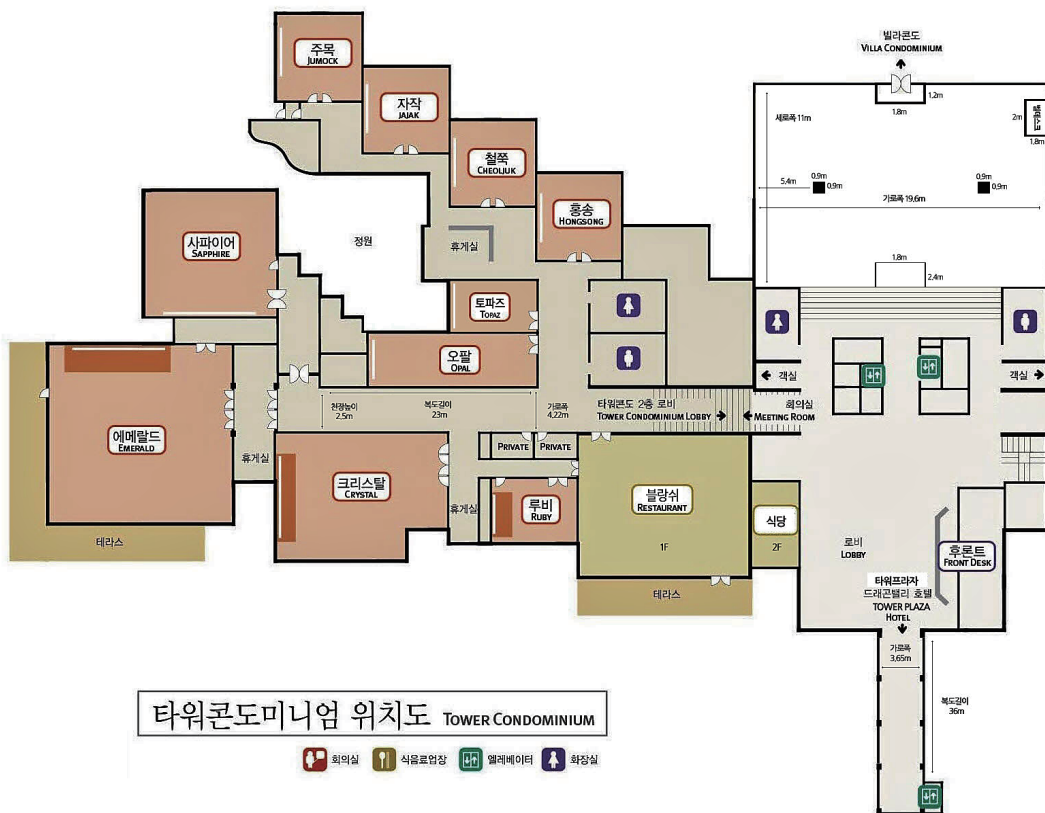 빌라콘도
VILLA CONDOMINIUM
주목
JUMOCK
자작
JAJAK
철쭉
CHEOLJUK
홍송
HONGSONG
1.2m
1.8m
세로폭 11m
2m
벨데스크
1.8m
0.9m
0.9m
5.4m
0.9m
0.9m
가로폭 19.6m
1.8m
2.4m
사파이어
SAPPHIRE
정원
휴게실
토파즈
TOPAZ
오팔
OPAL
객실
객실
천장높이
2.5m
복도길이
23m
가로폭
4.22m
타워콘도 2층 로비
TOWER CONDOMINIUM LOBBY
회의실
MEETING ROOM
에메랄드
EMERALD
휴게실
크리스탈
CRYSTAL
휴게실
PRIVATE
PRIVATE
루비
RUBY
블랑쉬
RESTAURANT
1F
식당
2F
로비
LOBBY
후론트
FRONT DESK
테라스
테라스
타워프라자
드래곤밸리 호텔
TOWER PLAZA
HOTEL
가로폭
3.65m
복도길이
36m
타워콘도미니엄 위치도 TOWER CONDOMINIUM
회의실
식음료업장
엘레베이터
화장실